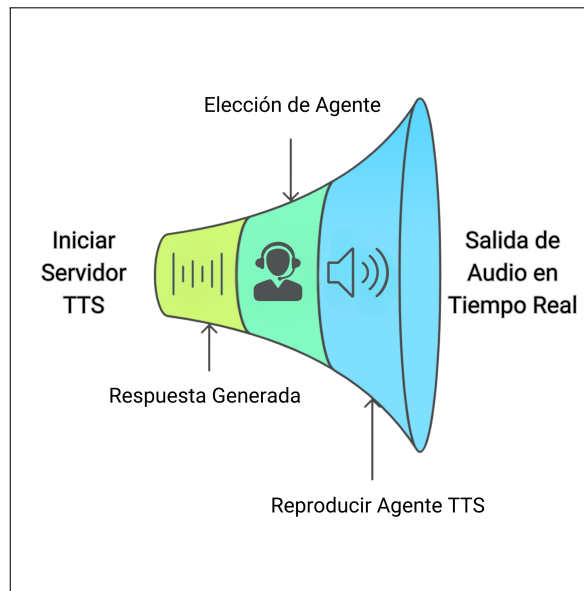 Elección de Agente
Iniciar
Servidor
TTS
Salida de
Audio en
Tiempo Real
Respuesta Generada
Reproducir Agente TTS